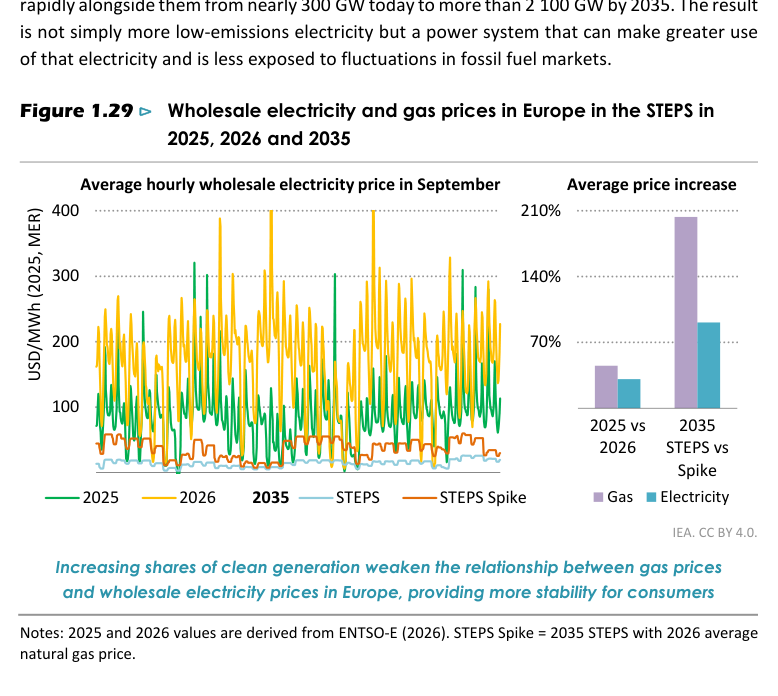 rapidly alongside them from nearly 300 GW today to more than 2 100 GW by 2035. The result
is not simply more low-emissions electricity but a power system that can make greater use
of that electricity and is less exposed to fluctuations in fossil fuel markets.
Figure 1.29 ▷ Wholesale electricity and gas prices in Europe in the STEPS in
2025, 2026 and 2035
Average hourly wholesale electricity price in September
USD/MWh (2025, MER)
400
300
200
100
2025 2026 2035 STEPS STEPS Spike
Average price increase
210%
140%
70%
2025 vs
2026
2035
STEPS vs
Spike
Gas Electricity
IEA. CC BY 4.0.
Increasing shares of clean generation weaken the relationship between gas prices
and wholesale electricity prices in Europe, providing more stability for consumers
Notes: 2025 and 2026 values are derived from ENTSO-E (2026). STEPS Spike = 2035 STEPS with 2026 average
natural gas price.